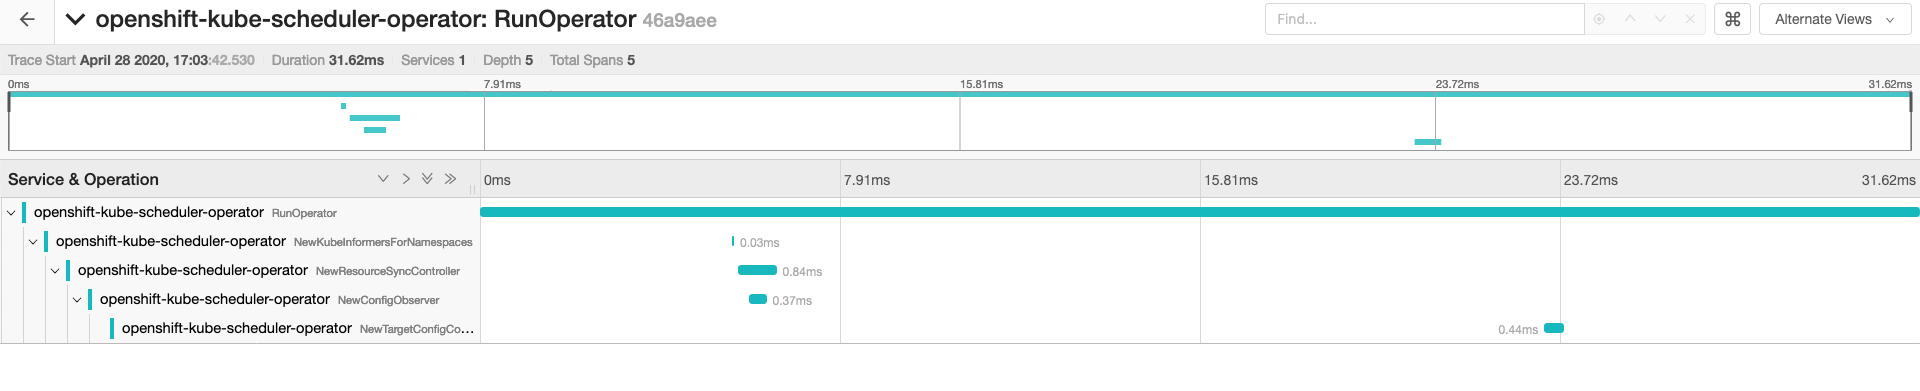 openshift-kube-scheduler-operator: RunOperator 46a9aee Find... ⌘ Alternate Views
Trace Start April 28 2020, 17:03:42.530 Duration 31.62ms Services 1 Depth 5 Total Spans 5
0ms 7.91ms 15.81ms 23.72ms 31.62ms
Service & Operation 0ms 7.91ms 15.81ms 23.72ms 31.62ms
openshift-kube-scheduler-operator RunOperator
openshift-kube-scheduler-operator NewKubeInformersForNamespaces 0.03ms
openshift-kube-scheduler-operator NewResourceSyncController 0.84ms
openshift-kube-scheduler-operator NewConfigObserver 0.37ms
openshift-kube-scheduler-operator NewTargetConfigCo... 0.44ms